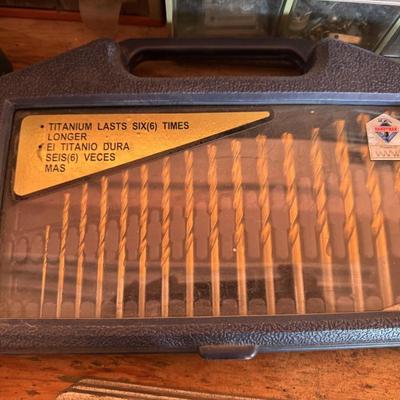 • TITANIUM LASTS SIX(6) TIMES
LONGER
• El TITANIO DURA
SEIS(6) VECES
MAS